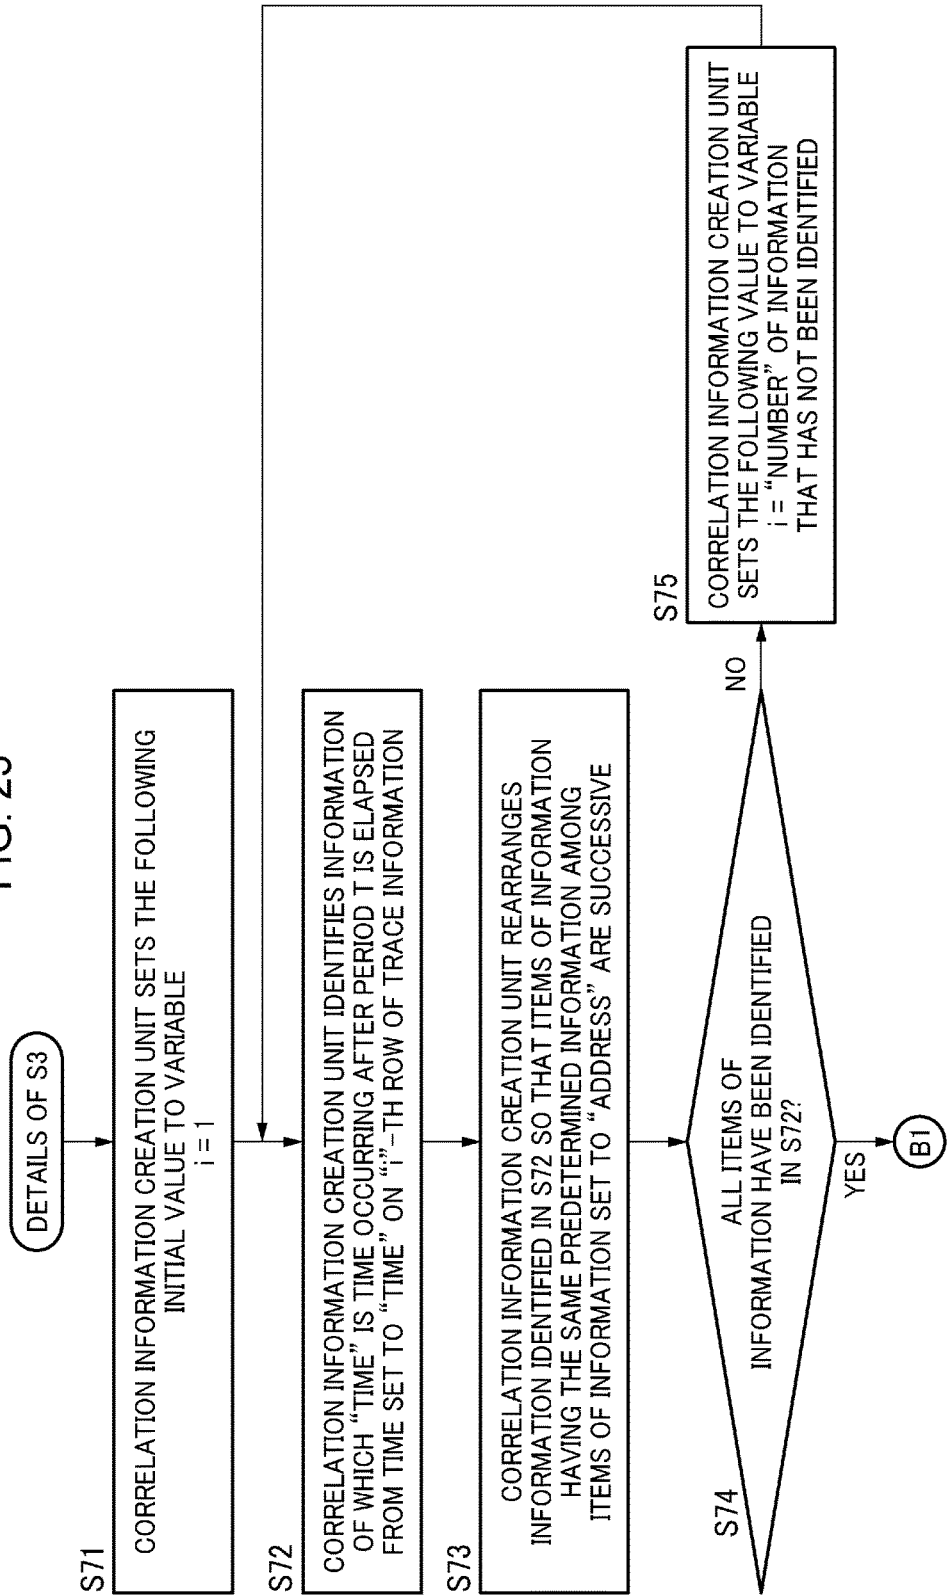 DETAILS OF S3
S71
CORRELATION INFORMATION CREATION UNIT SETS THE FOLLOWING
INITIAL VALUE TO VARIABLE
i = 1
S72
CORRELATION INFORMATION CREATION UNIT IDENTIFIES INFORMATION
OF WHICH “TIME” IS TIME OCCURRING AFTER PERIOD T IS ELAPSED
FROM TIME SET TO “TIME” ON “i”-TH ROW OF TRACE INFORMATION
S73
CORRELATION INFORMATION CREATION UNIT REARRANGES
INFORMATION IDENTIFIED IN S72 SO THAT ITEMS OF INFORMATION
HAVING THE SAME PREDETERMINED INFORMATION AMONG
ITEMS OF INFORMATION SET TO “ADDRESS” ARE SUCCESSIVE
S74
ALL ITEMS OF
INFORMATION HAVE BEEN IDENTIFIED
IN S72?
NO
YES
S75
CORRELATION INFORMATION CREATION UNIT
SETS THE FOLLOWING VALUE TO VARIABLE
i = “NUMBER” OF INFORMATION
THAT HAS NOT BEEN IDENTIFIED
B1